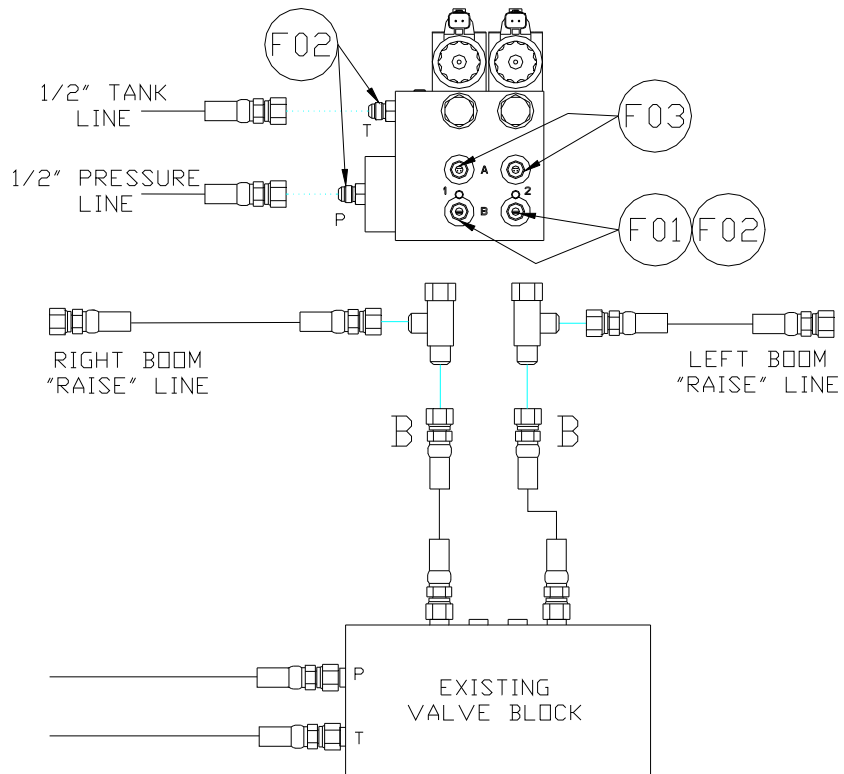 F02
1/2" TANK
LINE
T
F03
A
1/2" PRESSURE
LINE
1
2
P
B
F01 F02
RIGHT BOOM
"RAISE" LINE
LEFT BOOM
"RAISE" LINE
B
B
P
EXISTING
VALVE BLOCK
T